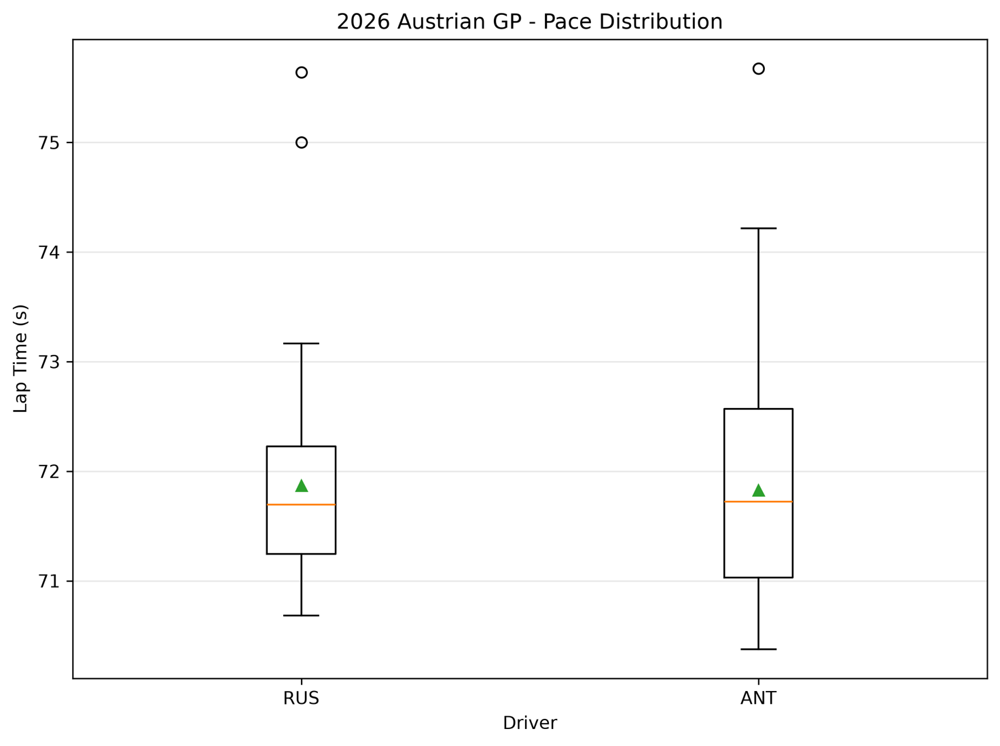 2026 Austrian GP - Pace Distribution
75
74
73
72
71
Lap Time (s)
RUS
ANT
Driver